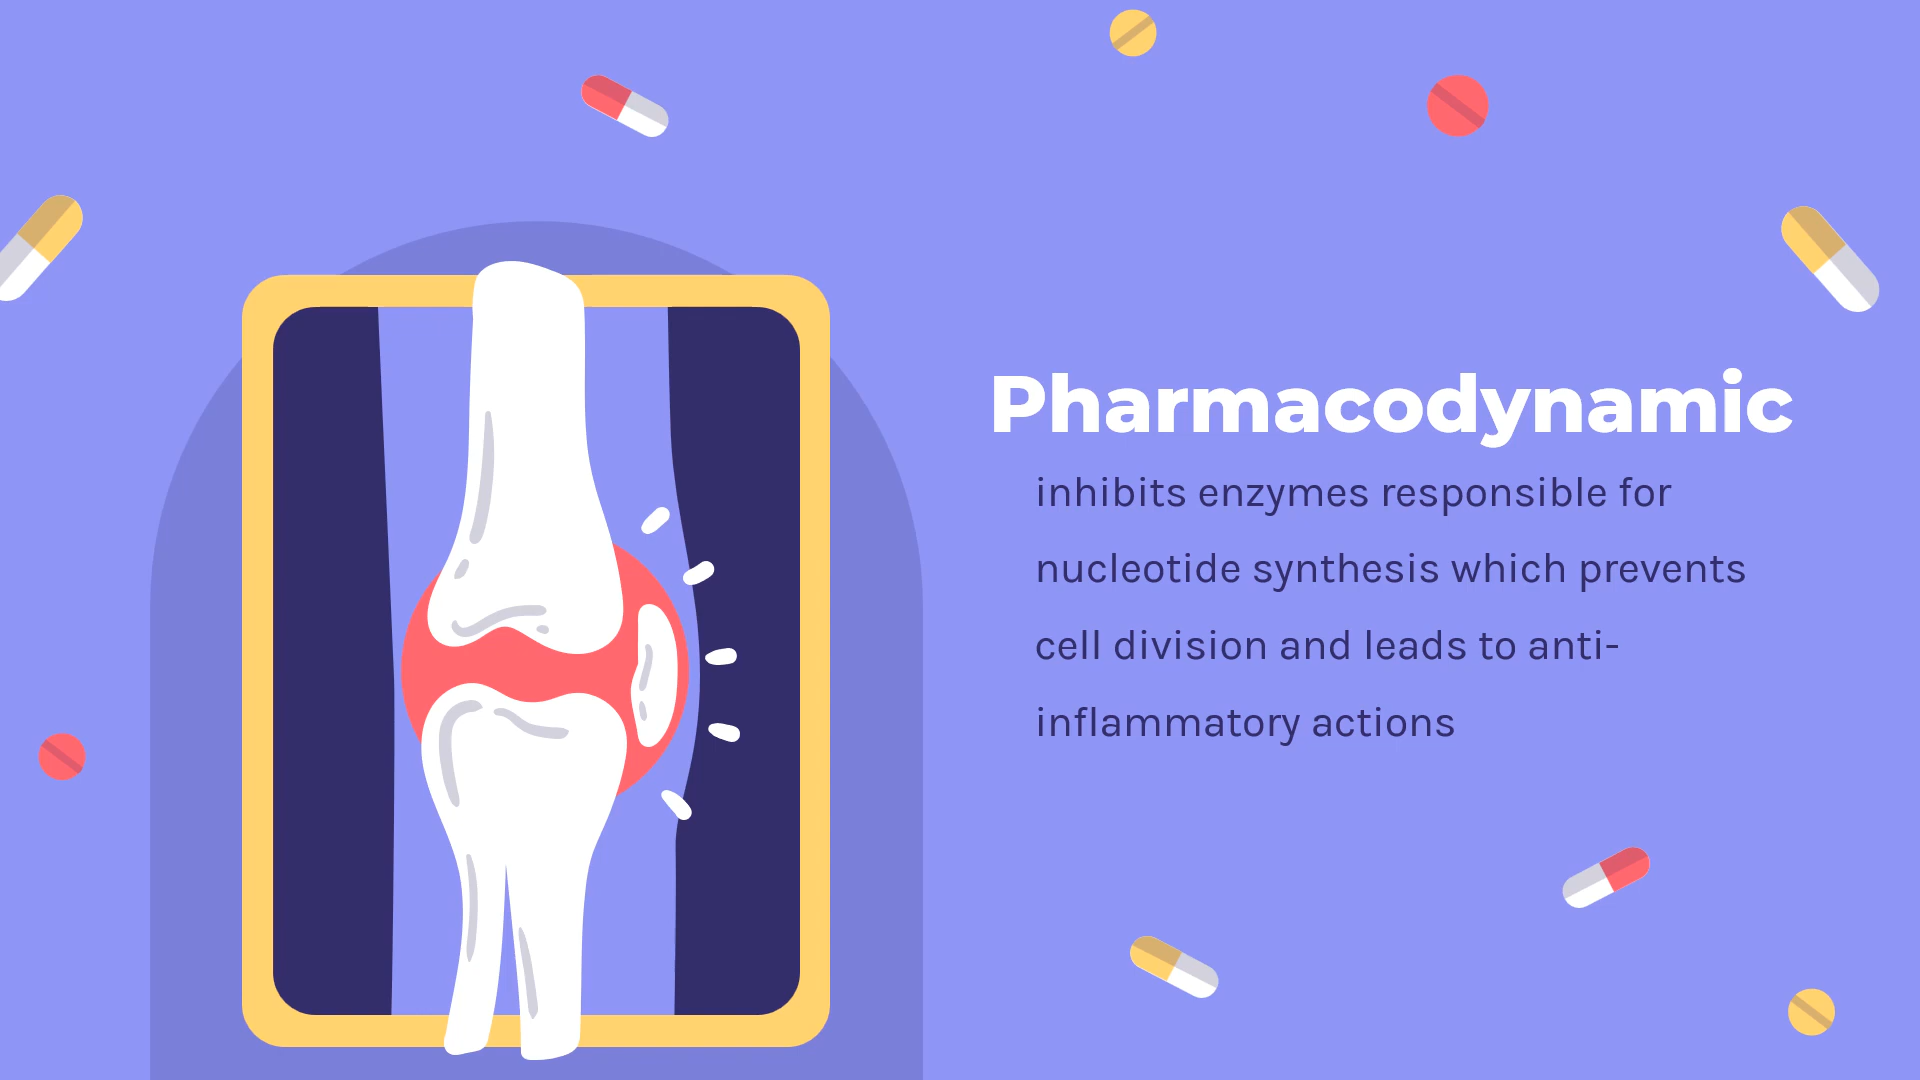 Pharmacodynamic
inhibits enzymes responsible for
nucleotide synthesis which prevents
cell division and leads to anti-
inflammatory actions